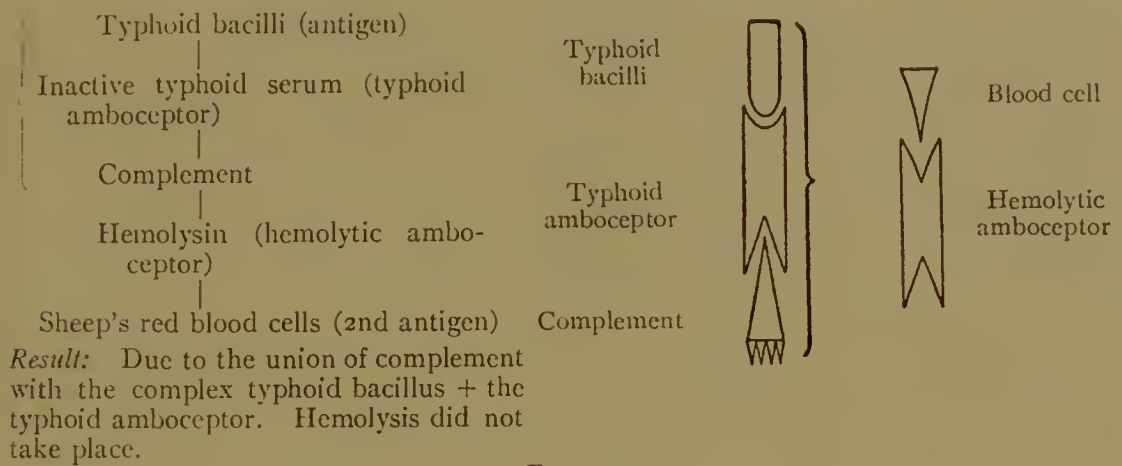 Typhoid bacilli (antigen)
Inactive typhoid serum (typhoid
amboceptor)
Complement
Hemolysin (hemolytic ambo-
ceptor)
Sheep's red blood cells (2nd antigen)
Result: Due to the union of complement
with the complex typhoid bacillus + the
typhoid amboceptor. Hemolysis did not
take place.
Typhoid
bacilli
Typhoid
amboceptor
Complement
Blood cell
Hemolytic
amboceptor